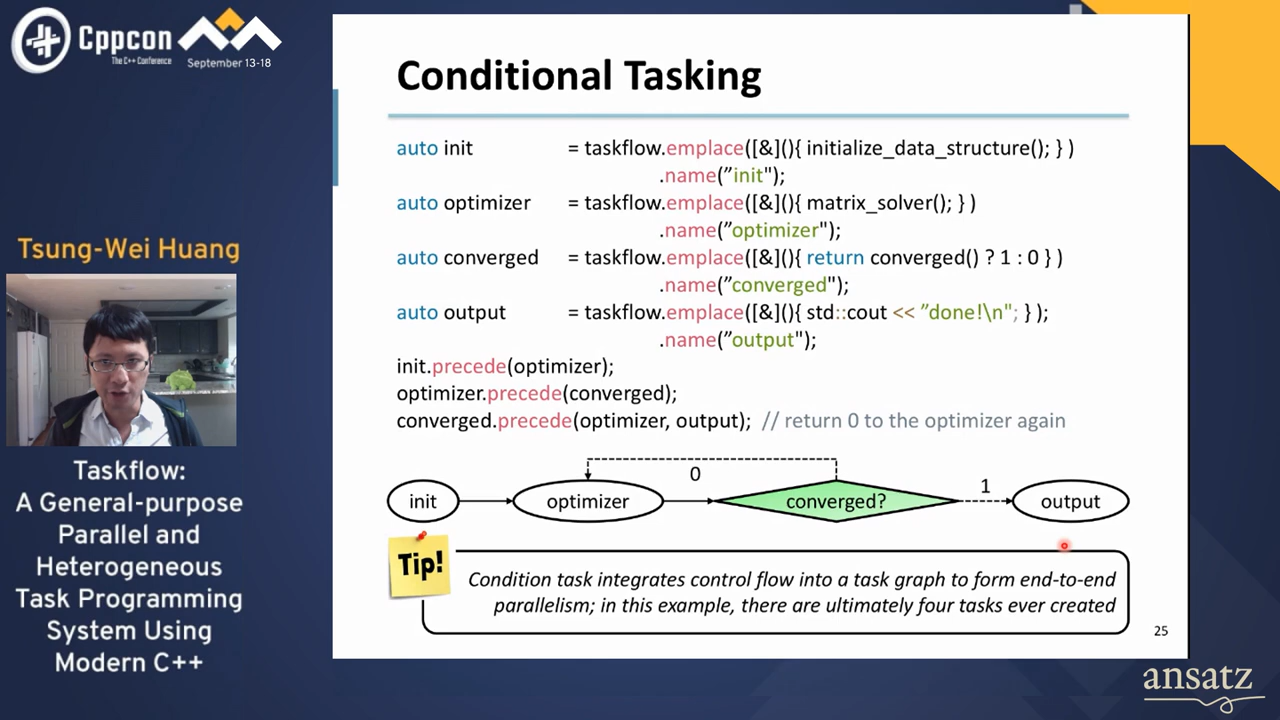 Cppcon
The C++ Conference
September 13-18
Tsung-Wei Huang
Taskflow:
A General-purpose
Parallel and
Heterogeneous
Task Programming
System Using
Modern C++
Conditional Tasking
auto init = taskflow.emplace([&](){ initialize_data_structure(); } )
.name(”init");
auto optimizer = taskflow.emplace([&](){ matrix_solver(); } )
.name(”optimizer");
auto converged = taskflow.emplace([&](){ return converged() ? 1 : 0 } )
.name(”converged");
auto output = taskflow.emplace([&](){ std::cout << ”done!\n"; } );
.name(”output");
init.precede(optimizer);
optimizer.precede(converged);
converged.precede(optimizer, output); // return 0 to the optimizer again
0
init optimizer converged? 1 output
Tip!
Condition task integrates control flow into a task graph to form end-to-end
parallelism; in this example, there are ultimately four tasks ever created
25
ansatz